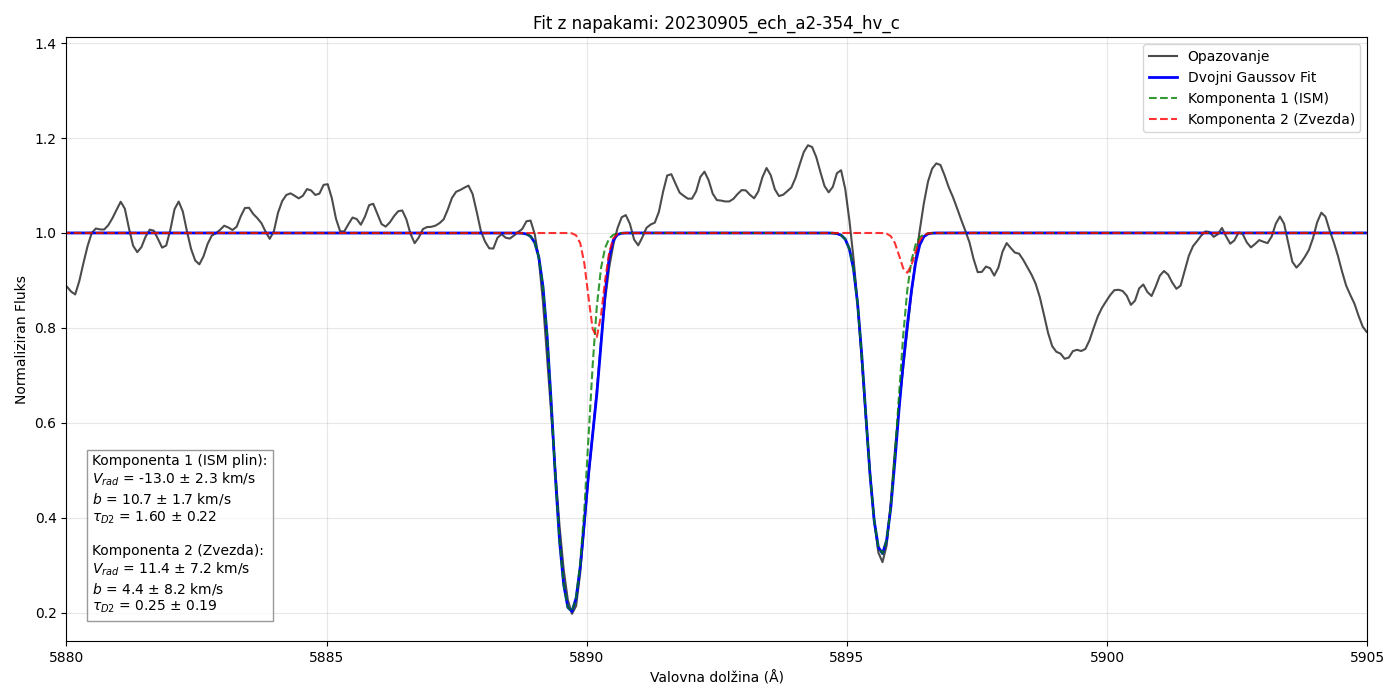 Fit z napakami: 20230905_ech_a2-354_hv_c
Normaliziran Fluks
1.4
1.2
1.0
0.8
0.6
0.4
0.2
Opazovanje
Dvojni Gaussov Fit
Komponenta 1 (ISM)
Komponenta 2 (Zvezda)
Komponenta 1 (ISM plin):
V_rad = -13.0 ± 2.3 km/s
b = 10.7 ± 1.7 km/s
τ_D2 = 1.60 ± 0.22
Komponenta 2 (Zvezda):
V_rad = 11.4 ± 7.2 km/s
b = 4.4 ± 8.2 km/s
τ_D2 = 0.25 ± 0.19
5880 5885 5890 5895 5900 5905
Valovna dolžina (Å)